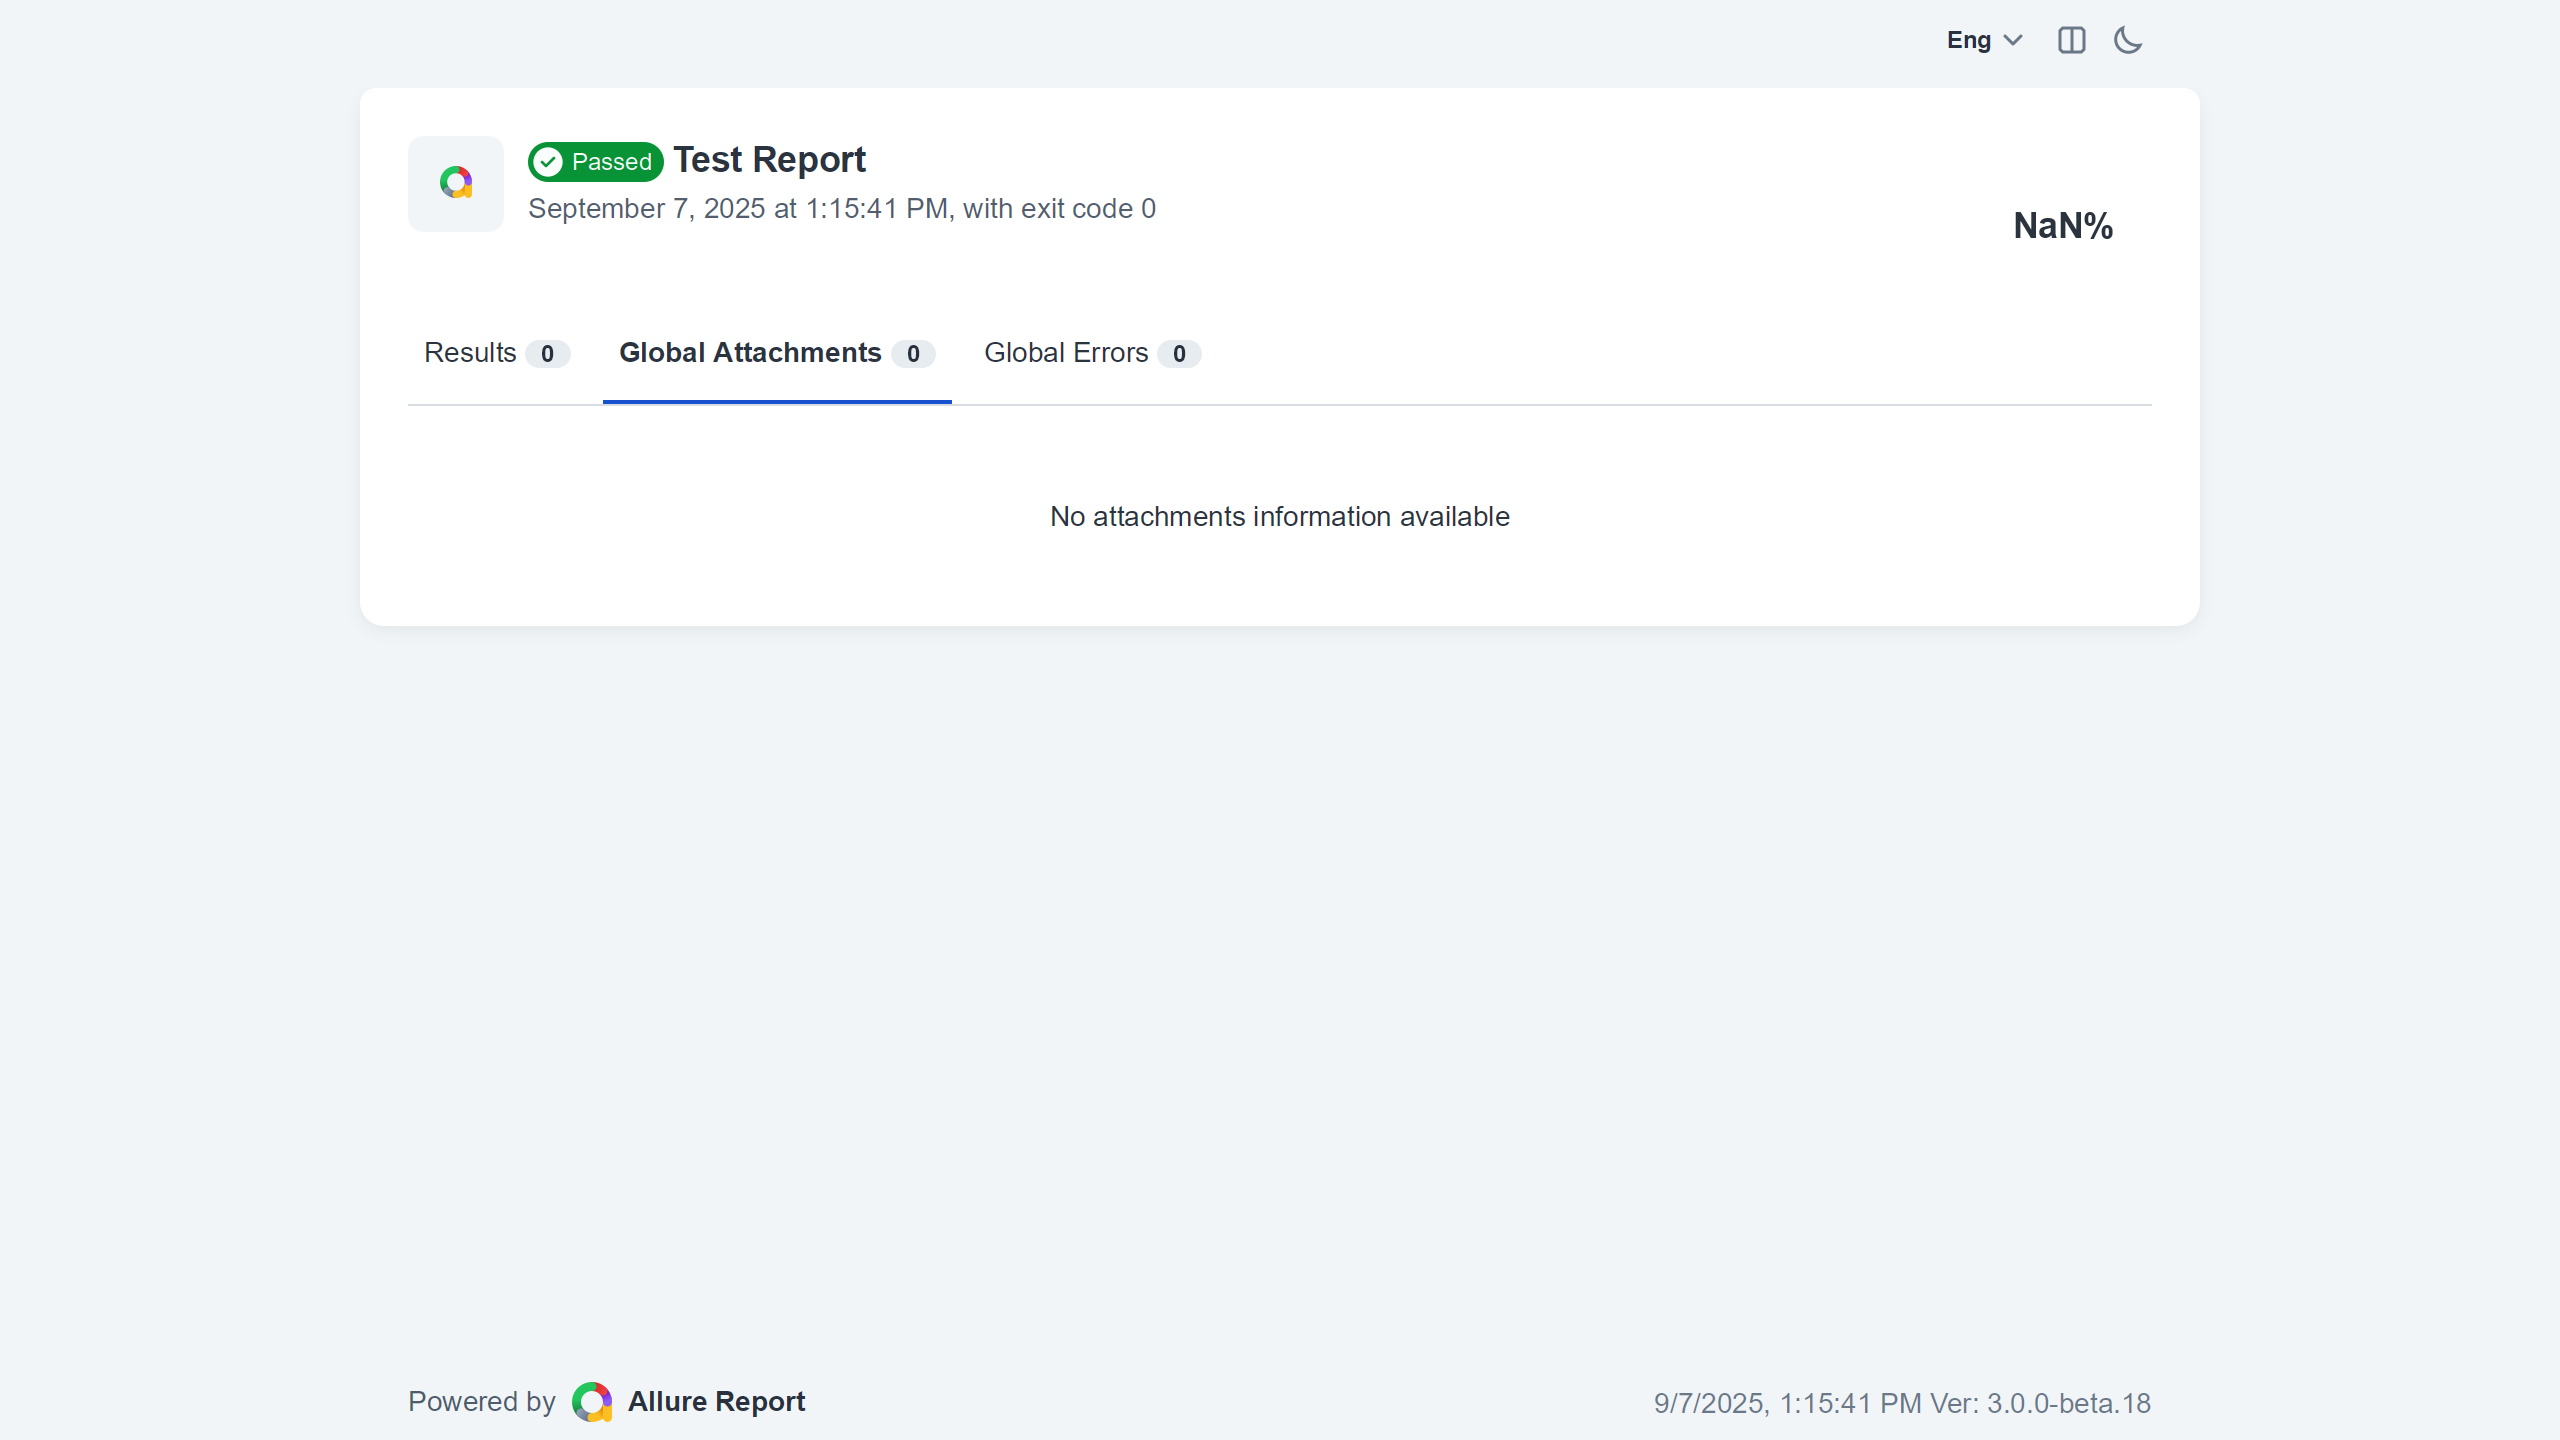 Eng
Passed Test Report
September 7, 2025 at 1:15:41 PM, with exit code 0
NaN%
Results 0 Global Attachments 0 Global Errors 0
No attachments information available
Powered by Allure Report
9/7/2025, 1:15:41 PM Ver: 3.0.0-beta.18